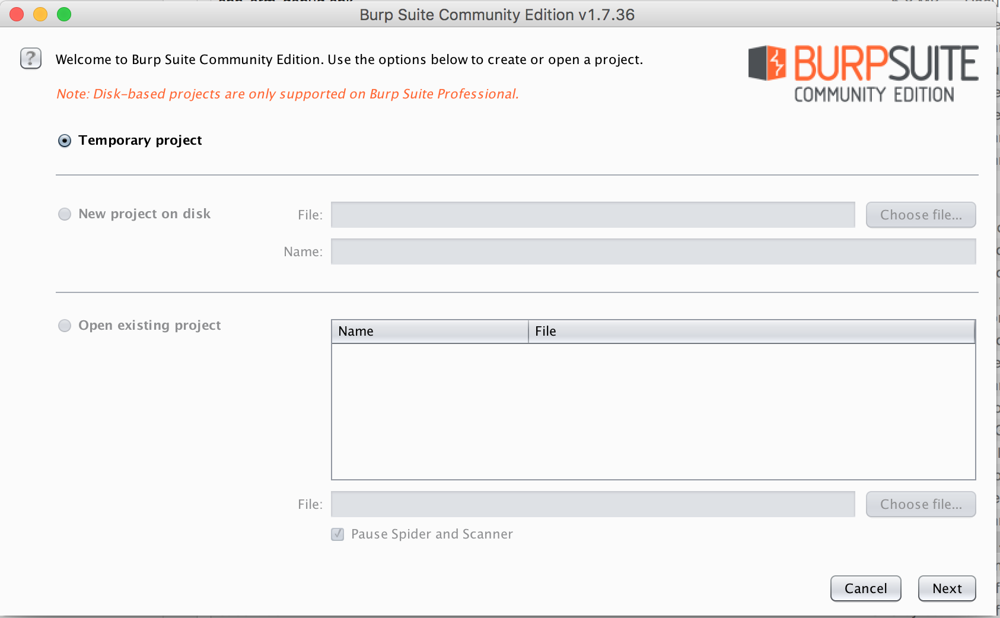 Burp Suite Community Edition v1.7.36
?
Welcome to Burp Suite Community Edition. Use the options below to create or open a project.
BURPSUITE
COMMUNITY EDITION
Note: Disk-based projects are only supported on Burp Suite Professional.
Temporary project
New project on disk
File:
Choose file...
Name:
Open existing project
Name
File
File:
Choose file...
Pause Spider and Scanner
Cancel
Next